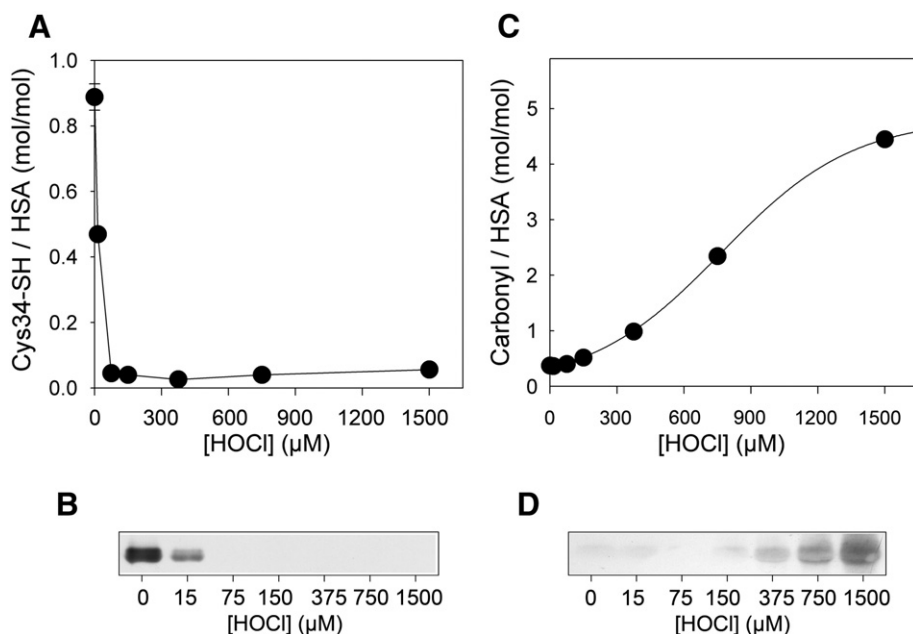 A
Cys34-SH / HSA (mol/mol)
1.0
0.8
0.6
0.4
0.2
0.0
0 300 600 900 1200 1500
[HOCl] (µM)
C
Carbonyl / HSA (mol/mol)
5
4
3
2
1
0
0 300 600 900 1200 1500
[HOCl] (µM)
B
0 15 75 150 375 750 1500
[HOCl] (µM)
D
0 15 75 150 375 750 1500
[HOCl] (µM)